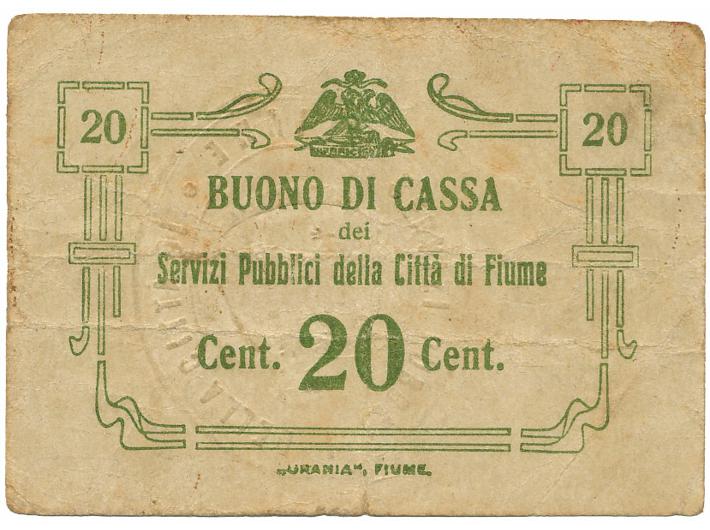 20 20
BUONO DI CASSA
dei
Servizi Pubblici della Città di Fiume
Cent. 20 Cent.
„URANIA“, FIUME.